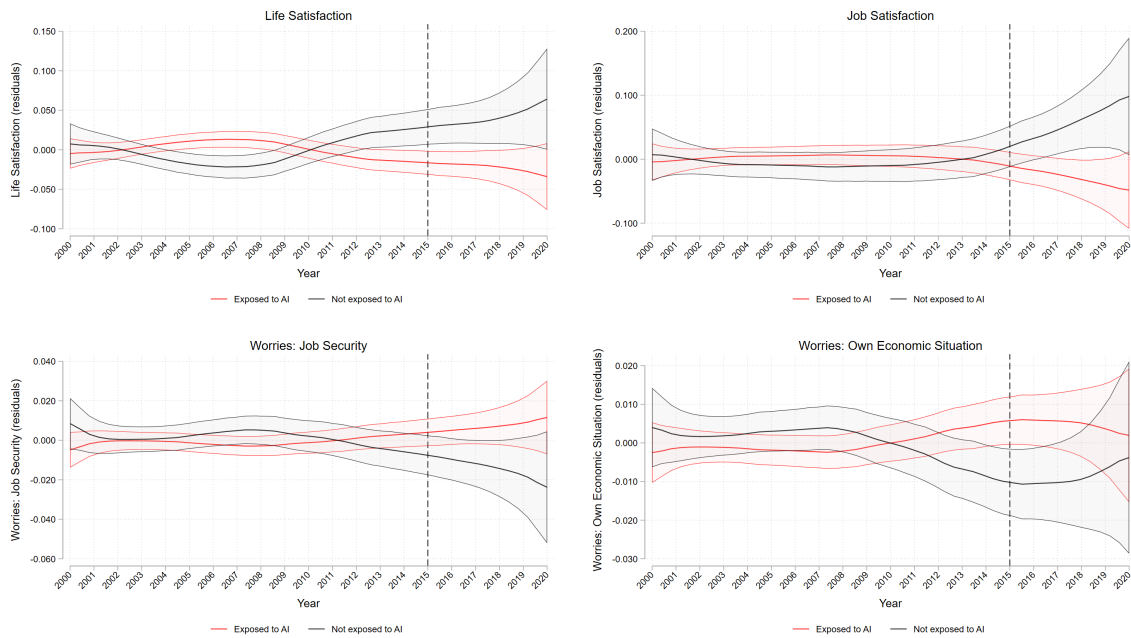 Life Satisfaction
Life Satisfaction (residuals)
0.150
0.100
0.050
0.000
-0.050
-0.100
2000 2001 2002 2003 2004 2005 2006 2007 2008 2009 2010 2011 2012 2013 2014 2015 2016 2017 2018 2019 2020
Year
Exposed to AI Not exposed to AI
Job Satisfaction
Job Satisfaction (residuals)
0.200
0.100
0.000
-0.100
2000 2001 2002 2003 2004 2005 2006 2007 2008 2009 2010 2011 2012 2013 2014 2015 2016 2017 2018 2019 2020
Year
Exposed to AI Not exposed to AI
Worries: Job Security
Worries: Job Security (residuals)
0.040
0.020
0.000
-0.020
-0.040
-0.060
2000 2001 2002 2003 2004 2005 2006 2007 2008 2009 2010 2011 2012 2013 2014 2015 2016 2017 2018 2019 2020
Year
Exposed to AI Not exposed to AI
Worries: Own Economic Situation
Worries: Own Economic Situation (residuals)
0.020
0.010
0.000
-0.010
-0.020
-0.030
2000 2001 2002 2003 2004 2005 2006 2007 2008 2009 2010 2011 2012 2013 2014 2015 2016 2017 2018 2019 2020
Year
Exposed to AI Not exposed to AI